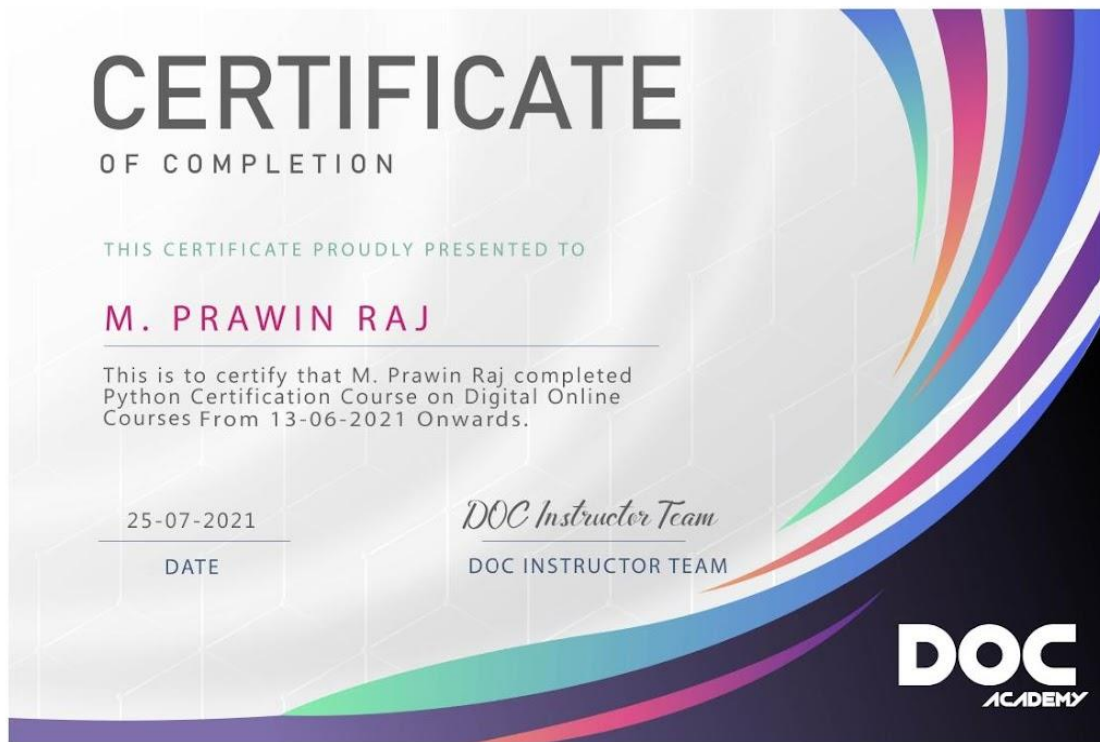 CERTIFICATE
OF COMPLETION
THIS CERTIFICATE PROUDLY PRESENTED TO
M. PRAWIN RAJ
This is to certify that M. Prawin Raj completed
Python Certification Course on Digital Online
Courses From 13-06-2021 Onwards.
25-07-2021
DATE
DOC Instructor Team
DOC INSTRUCTOR TEAM
DOC
ACADEMY